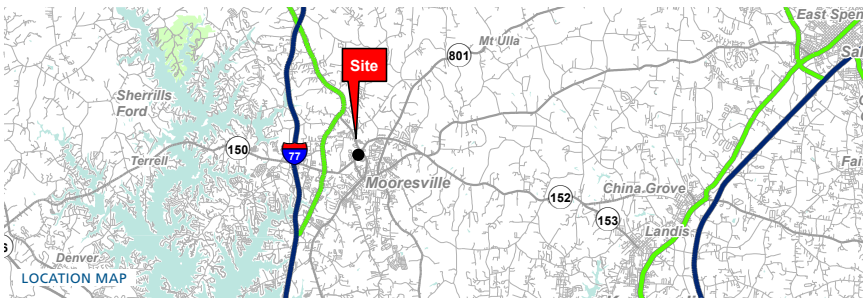 East Spen
Sal
801
Mt Ulla
Site
Sherrills
Ford
150
Terrell
77
Mooresville
Fai
152
China Grove
153
Landis
Denver
LOCATION MAP